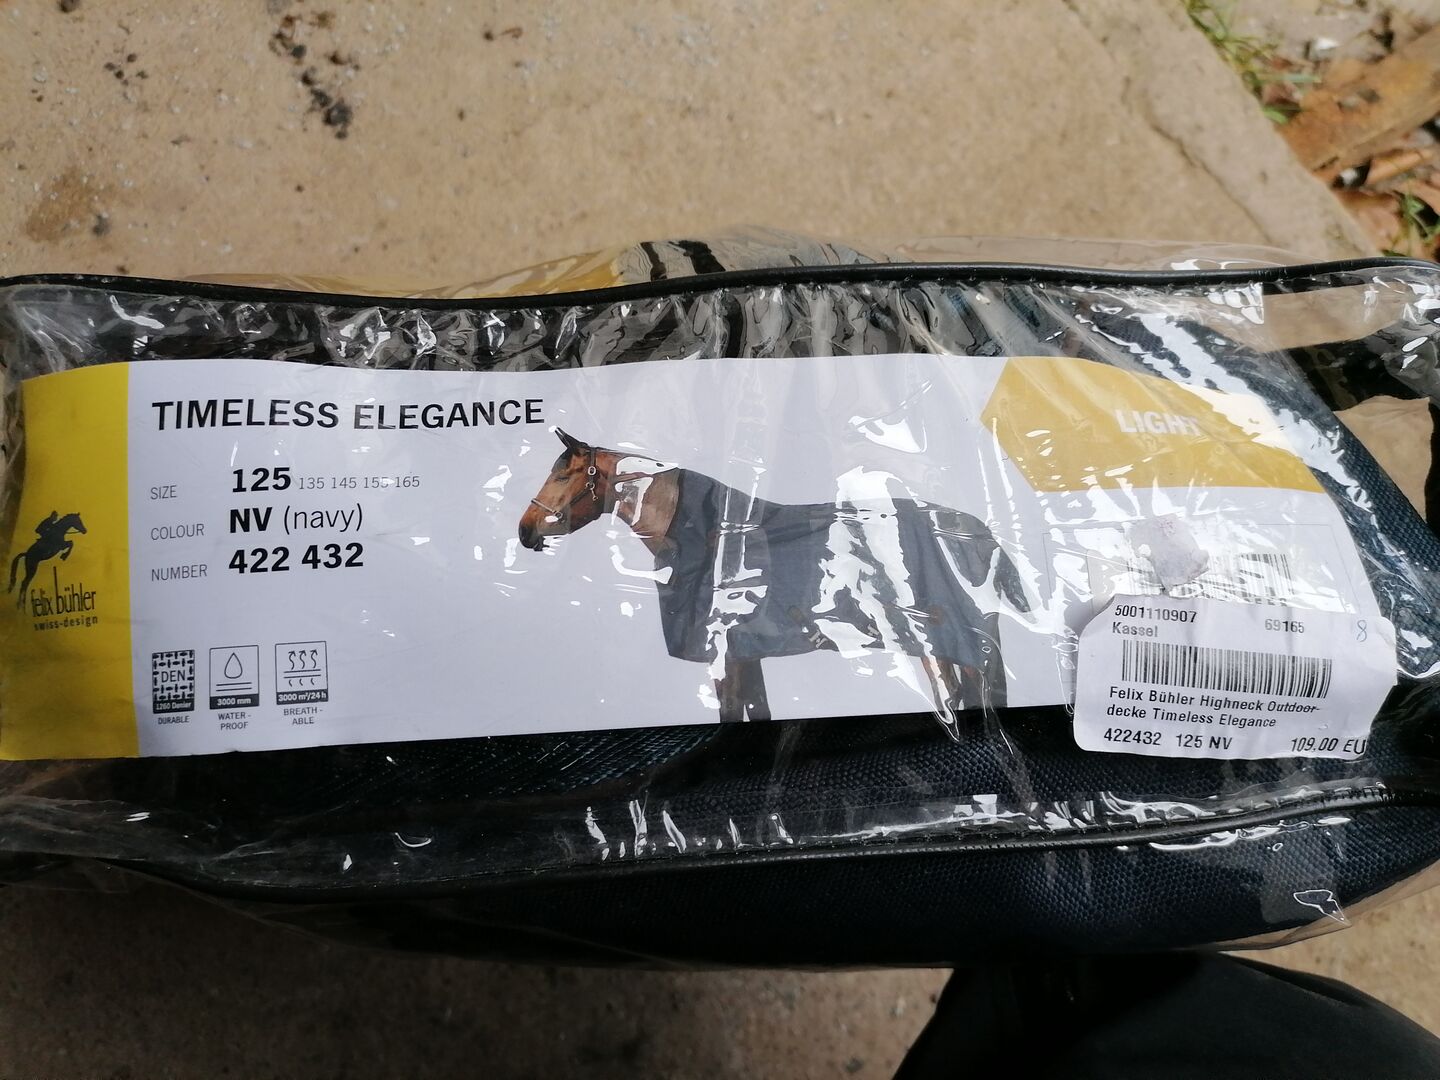 TIMELESS ELEGANCE
SIZE 125 135 145 155 165
COLOUR NV (navy)
NUMBER 422 432
felix bühler
swiss-design
DEN
1260 Denier
DURABLE
3000 mm
WATER-
PROOF
3000 m²/24 h
BREATH-
ABLE
LIGHT
5001110907
Kassel 69165 8
Felix Bühler Highneck Outdoor-
decke Timeless Elegance
422432 125 NV 109.00 EU